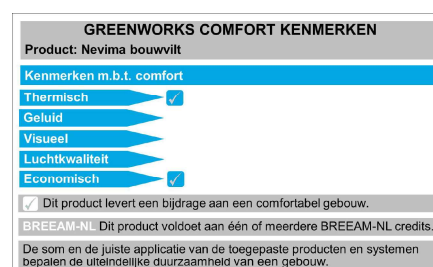 GREENWORKS COMFORT KENMERKEN
Product: Nevima bouwvilt
Kenmerken m.b.t. comfort
Thermisch
Geluid
Visueel
Luchtkwaliteit
Economisch
Dit product levert een bijdrage aan een comfortabel gebouw.
BREEAM-NL Dit product voldoet aan één of meerdere BREEAM-NL credits.
De som en de juiste applicatie van de toegepaste producten en systemen
bepalen de uiteindelijke duurzaamheid van een gebouw.